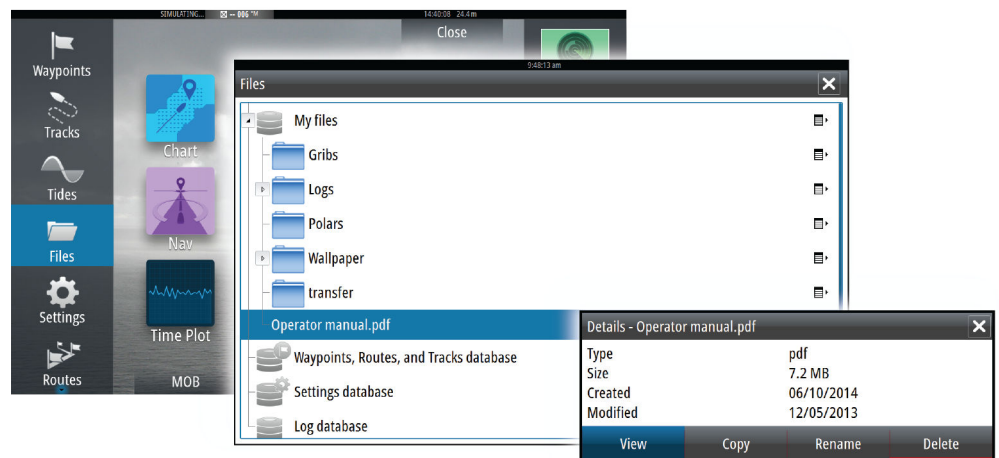 SIMULATING... -- 006 °M 14:40:08 24.4 m
Close
Waypoints
Tracks
Tides
Files
Settings
Routes
Chart
Nav
Time Plot
MOB
9:48:13 am
Files
My files
Gribs
Logs
Polars
Wallpaper
transfer
Operator manual.pdf
Waypoints, Routes, and Tracks database
Settings database
Log database
Details - Operator manual.pdf
Type pdf
Size 7.2 MB
Created 06/10/2014
Modified 12/05/2013
View Copy Rename Delete